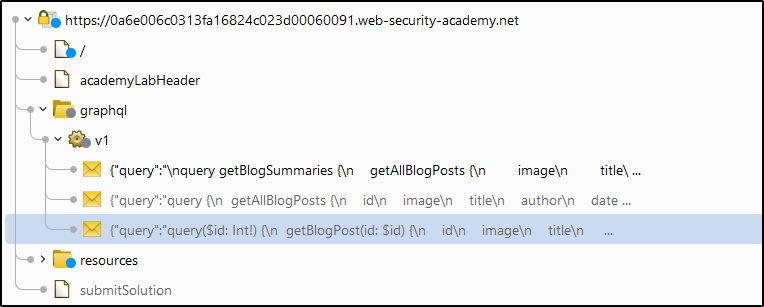 https://0a6e006c0313fa16824c023d00060091.web-security-academy.net
/
academyLabHeader
graphql
v1
{"query":"\nquery getBlogSummaries {\n    getAllBlogPosts {\n        image\n        title\ ...
{"query":"query {\n  getAllBlogPosts {\n    id\n    image\n    title\n    author\n    date ...
{"query":"query($id: Int!) {\n  getBlogPost(id: $id) {\n    id\n    image\n    title\n    ...
resources
submitSolution